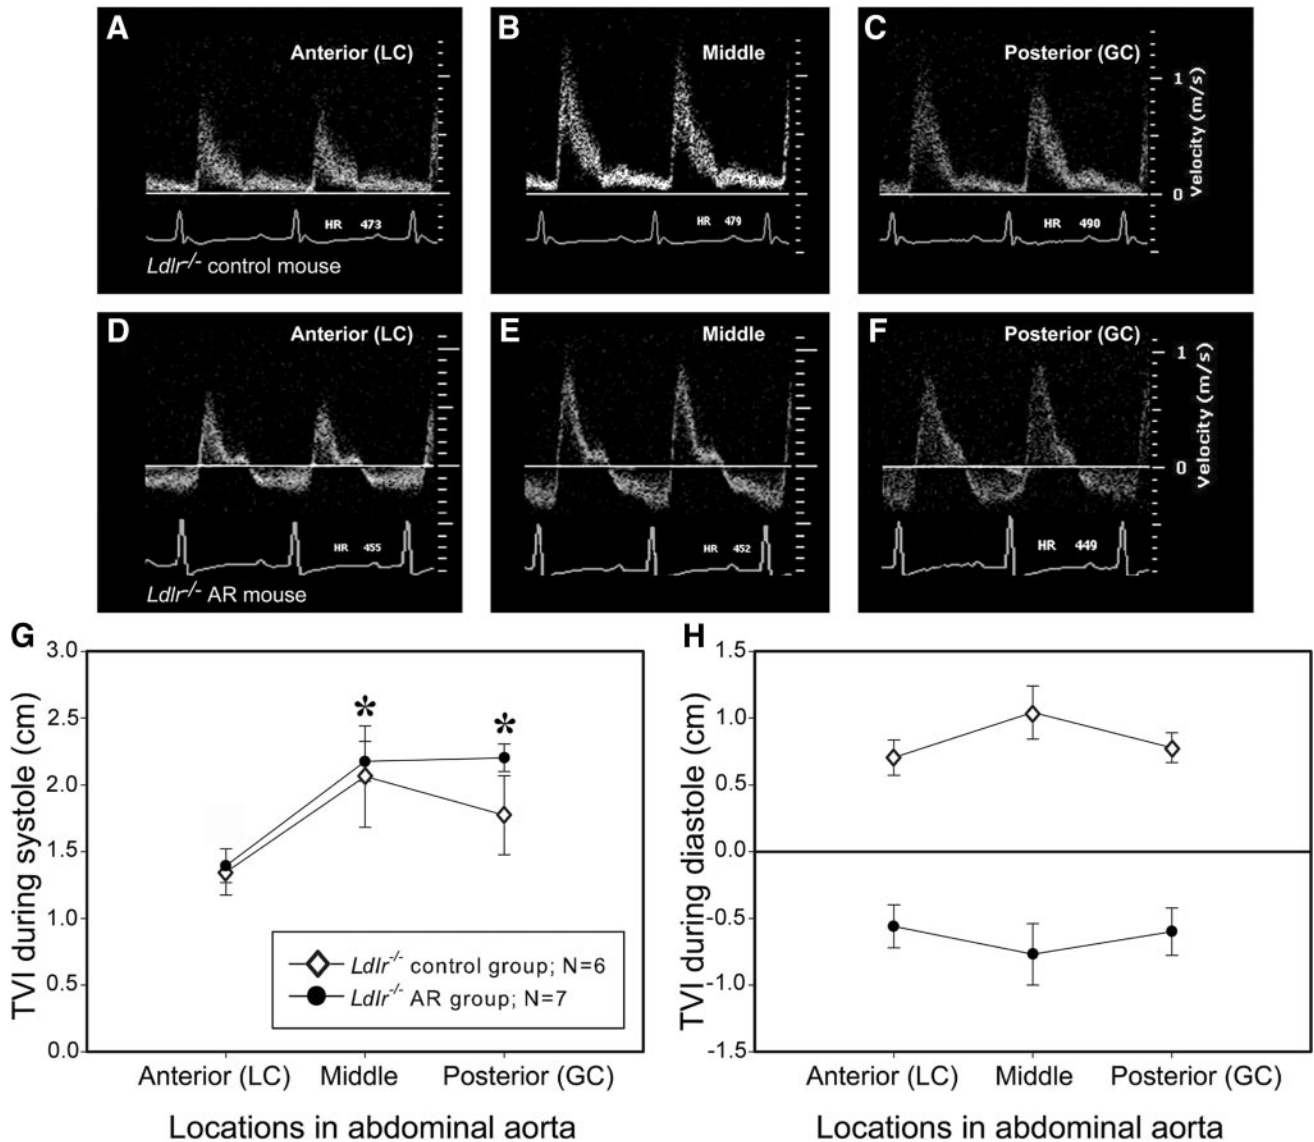 A
Anterior (LC)
HR 473
Ldlr-/- control mouse
B
Middle
HR 479
C
Posterior (GC)
HR 490
1
0
Velocity (m/s)
D
Anterior (LC)
HR 455
Ldlr-/- AR mouse
E
Middle
HR 452
F
Posterior (GC)
HR 449
1
0
Velocity (m/s)
G
TVI during systole (cm)
3.0
2.5
2.0
1.5
1.0
0.5
0.0
*
*
Ldlr-/- control group; N=6
Ldlr-/- AR group; N=7
Anterior (LC) Middle Posterior (GC)
Locations in abdominal aorta
H
TVI during diastole (cm)
1.5
1.0
0.5
0.0
-0.5
-1.0
-1.5
Anterior (LC) Middle Posterior (GC)
Locations in abdominal aorta